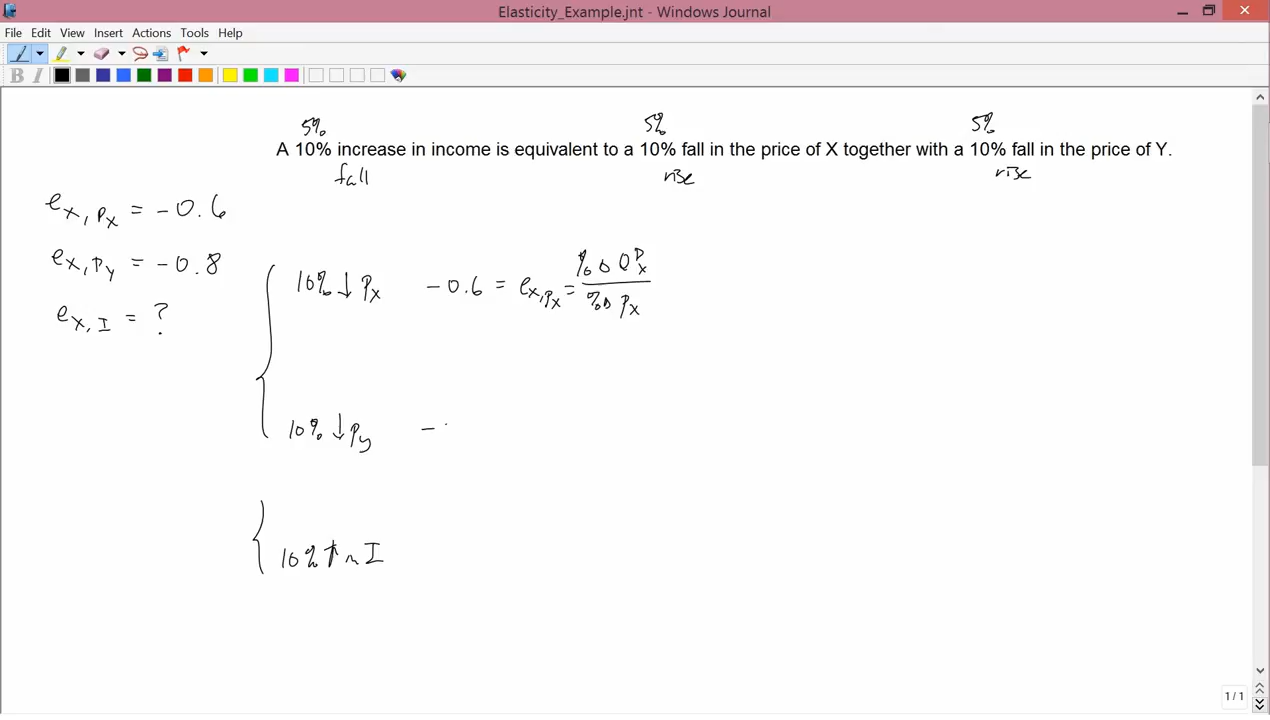 Elasticity_Example.jnt - Windows Journal
File Edit View Insert Actions Tools Help
B I
5% 5% 5%
A 10% increase in income is equivalent to a 10% fall in the price of X together with a 10% fall in the price of Y.
fall rise rise
e_{X, P_X} = -0.6
e_{X, P_Y} = -0.8
e_{X, I} = ?
10% ↓ P_X -0.6 = e_{X, P_X} = %Δ Q^D_X / %Δ P_X
10% ↓ P_y -
10% ↑ in I
1 / 1